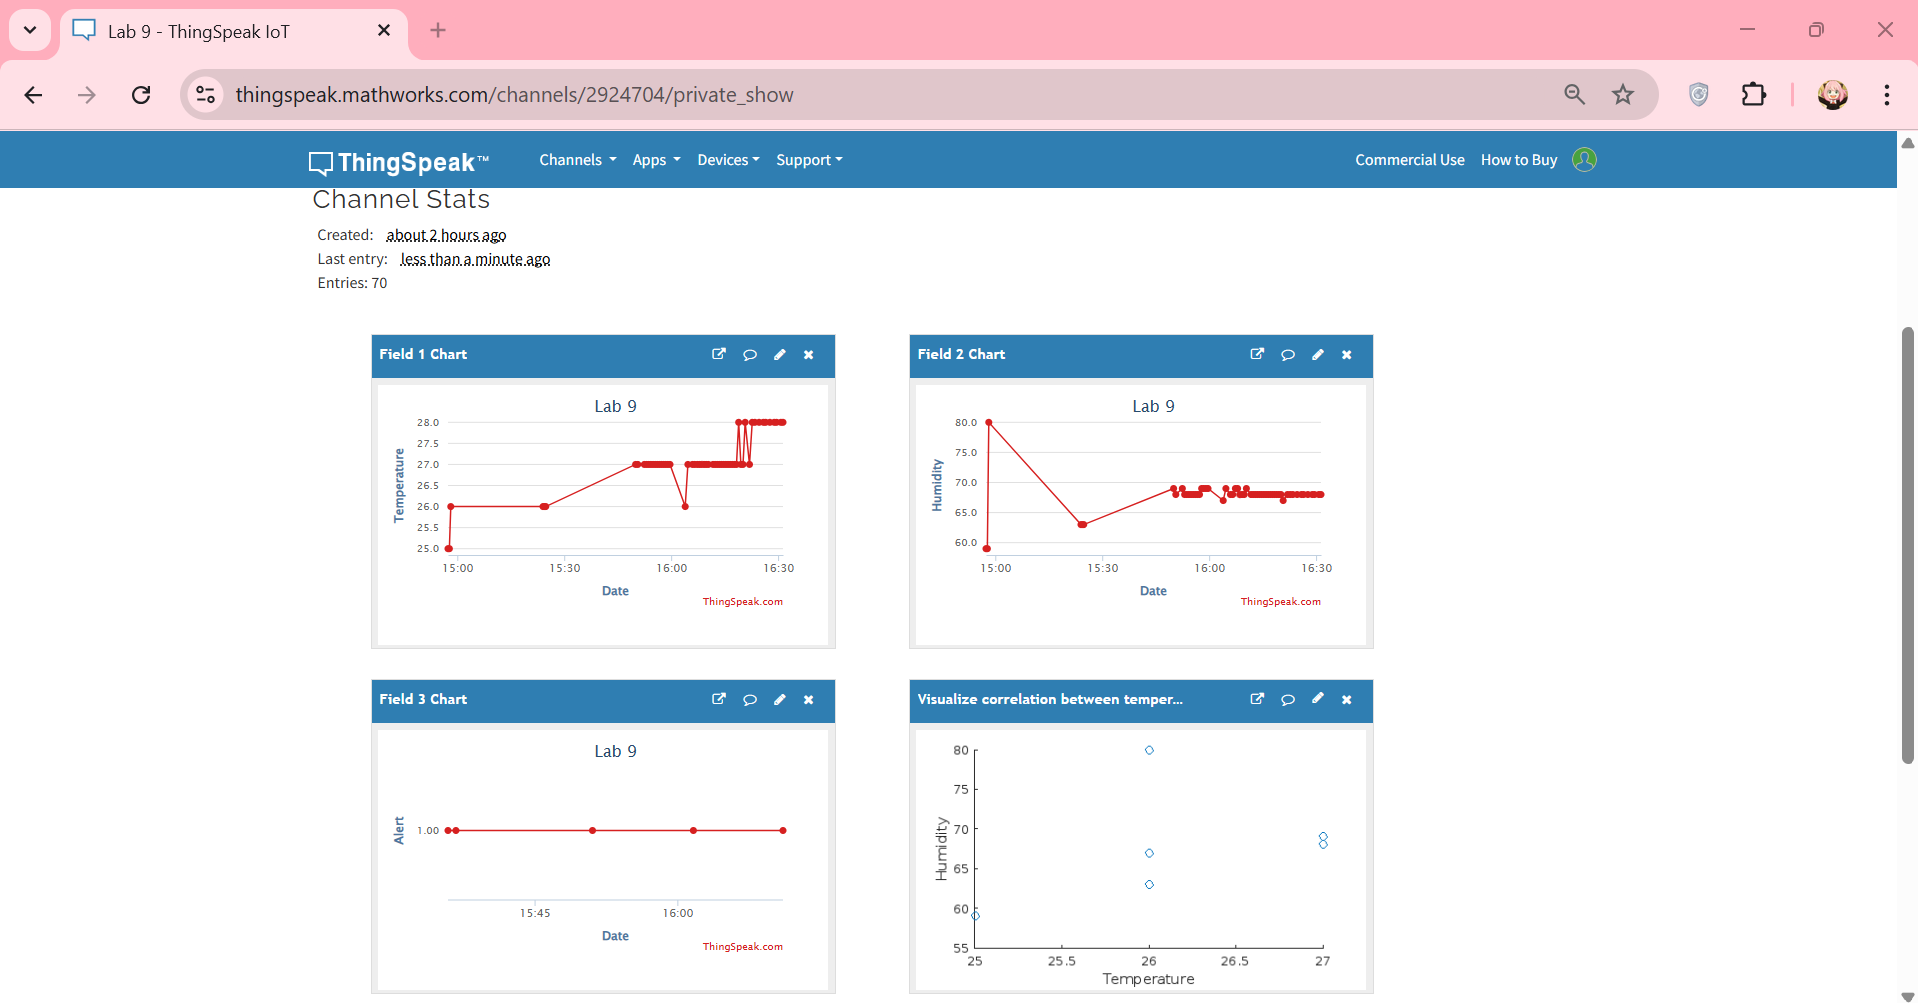 Lab 9 - ThingSpeak IoT
thingspeak.mathworks.com/channels/2924704/private_show
ThingSpeak™ Channels Apps Devices Support Commercial Use How to Buy
Channel Stats
Created: about 2 hours ago
Last entry: less than a minute ago
Entries: 70
Field 1 Chart
Lab 9
Temperature
28.0
27.5
27.0
26.5
26.0
25.5
25.0
15:00 15:30 16:00 16:30
Date
ThingSpeak.com
Field 2 Chart
Lab 9
Humidity
80.0
75.0
70.0
65.0
60.0
15:00 15:30 16:00 16:30
Date
ThingSpeak.com
Field 3 Chart
Lab 9
Alert
1.00
15:45 16:00
Date
ThingSpeak.com
Visualize correlation between temper...
Humidity
80
75
70
65
60
55
25 25.5 26 26.5 27
Temperature